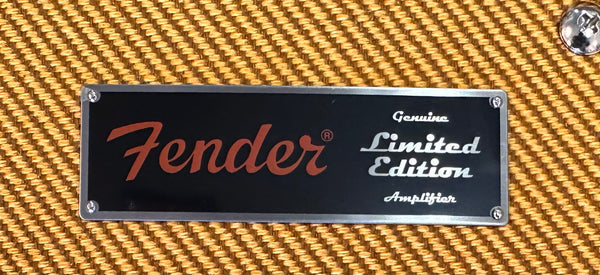 Fender®
Genuine
Limited
Edition
Amplifier